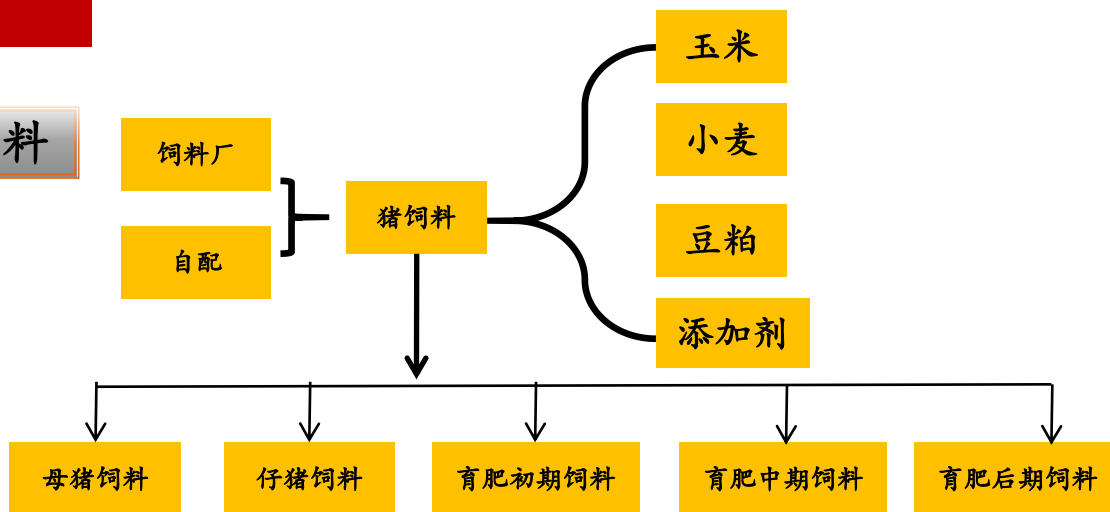 玉米
小麦
料
饲料厂
猪饲料
豆粕
自配
添加剂
母猪饲料
仔猪饲料
育肥初期饲料
育肥中期饲料
育肥后期饲料